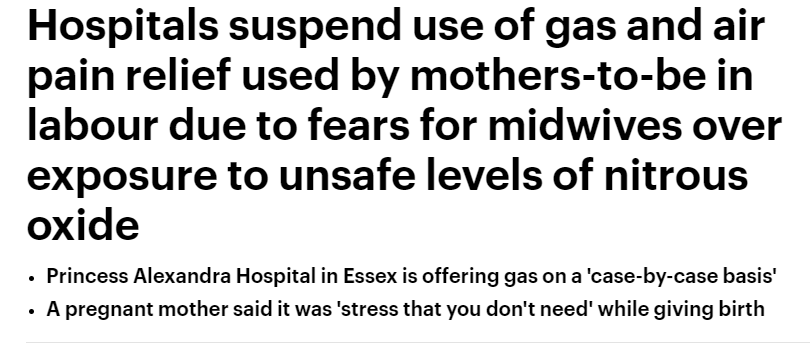 Hospitals suspend use of gas and air
pain relief used by mothers-to-be in
labour due to fears for midwives over
exposure to unsafe levels of nitrous
oxide
• Princess Alexandra Hospital in Essex is offering gas on a 'case-by-case basis'
• A pregnant mother said it was 'stress that you don't need' while giving birth